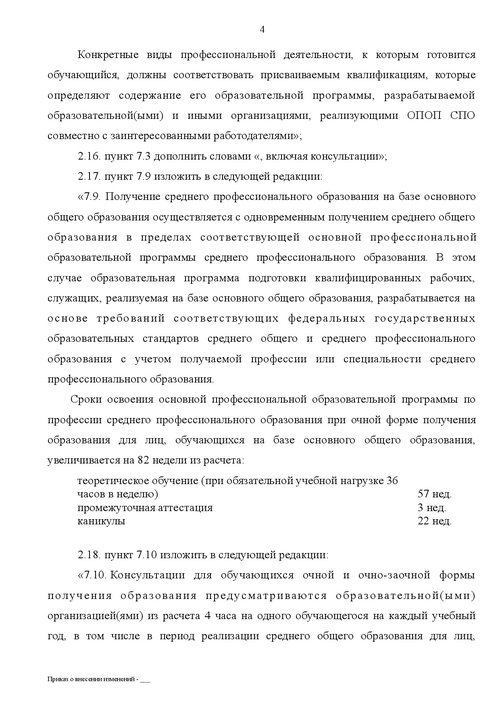 4
Конкретные виды профессиональной деятельности, к которым готовится
обучающийся, должны соответствовать присваиваемым квалификациям, которые
определяют содержание его образовательной программы, разрабатываемой
образовательной(ыми) и иными организациями, реализующими ОПОП СПО
совместно с заинтересованными работодателями»;
2.16. пункт 7.3 дополнить словами «, включая консультации»;
2.17. пункт 7.9 изложить в следующей редакции:
«7.9. Получение среднего профессионального образования на базе основного
общего образования осуществляется с одновременным получением среднего общего
образования в пределах соответствующей основной профессиональной
образовательной программы среднего профессионального образования. В этом
случае образовательная программа подготовки квалифицированных рабочих,
служащих, реализуемая на базе основного общего образования, разрабатывается на
основе требований соответствующих федеральных государственных
образовательных стандартов среднего общего и среднего профессионального
образования с учетом получаемой профессии или специальности среднего
профессионального образования.
Сроки освоения основной профессиональной образовательной программы по
профессии среднего профессионального образования при очной форме получения
образования для лиц, обучающихся на базе основного общего образования,
увеличивается на 82 недели из расчета:
теоретическое обучение (при обязательной учебной нагрузке 36
часов в неделю) 57 нед.
промежуточная аттестация 3 нед.
каникулы 22 нед.
2.18. пункт 7.10 изложить в следующей редакции:
«7.10. Консультации для обучающихся очной и очно-заочной формы
получения образования предусматриваются образовательной(ыми)
организацией(ями) из расчета 4 часа на одного обучающегося на каждый учебный
год, в том числе в период реализации среднего общего образования для лиц,
Приказ о внесении изменений - ___